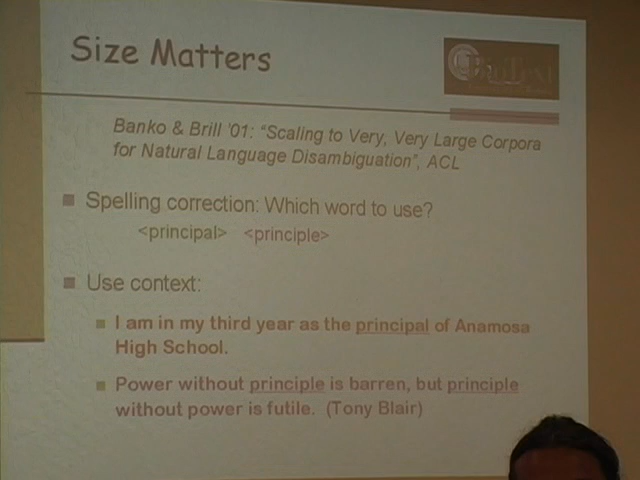 Size Matters
BioText
Banko & Brill '01: "Scaling to Very, Very Large Corpora
for Natural Language Disambiguation", ACL
Spelling correction: Which word to use?
<principal> <principle>
Use context:
I am in my third year as the principal of Anamosa
High School.
Power without principle is barren, but principle
without power is futile. (Tony Blair)